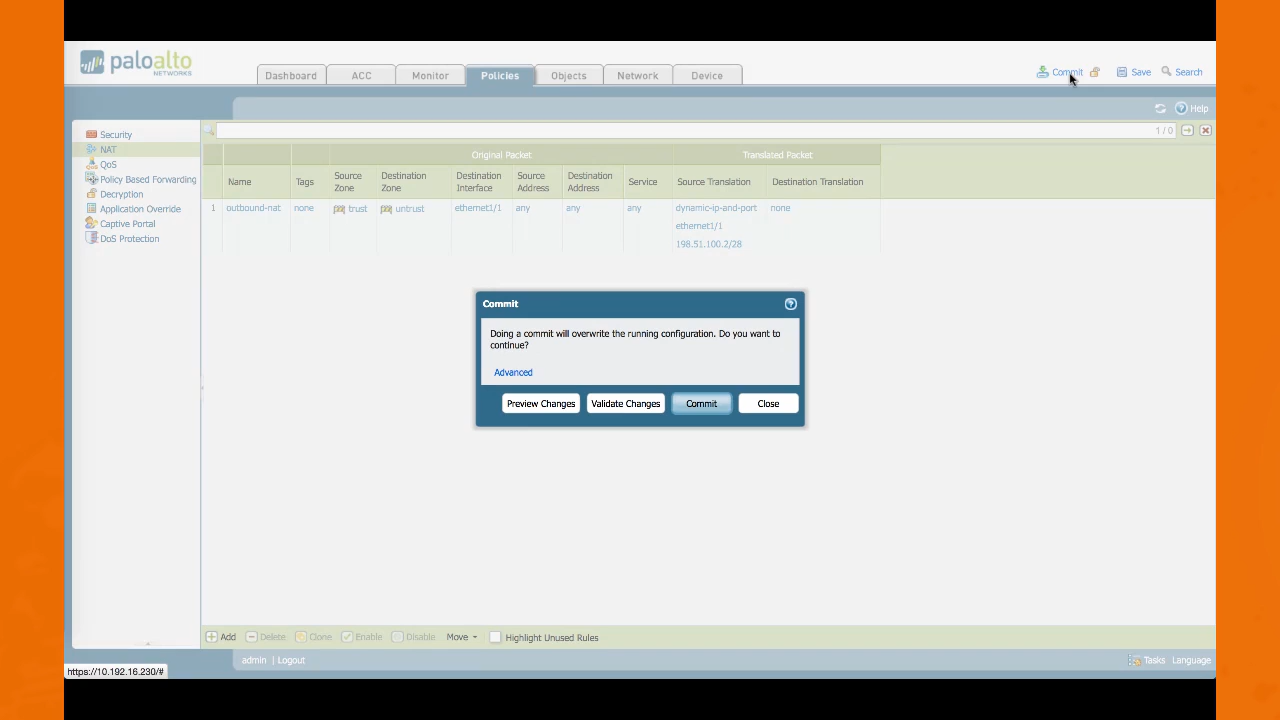 paloalto
NETWORKS
Dashboard
ACC
Monitor
Policies
Objects
Network
Device
Commit
Save
Search
Help
Security
NAT
QoS
Policy Based Forwarding
Decryption
Application Override
Captive Portal
DoS Protection
1 / 0
Original Packet
Translated Packet
Name
Tags
Source
Zone
Destination
Zone
Destination
Interface
Source
Address
Destination
Address
Service
Source Translation
Destination Translation
1
outbound-nat
none
trust
untrust
ethernet1/1
any
any
any
dynamic-ip-and-port
ethernet1/1
198.51.100.2/28
none
Commit
Doing a commit will overwrite the running configuration. Do you want to
continue?
Advanced
Preview Changes
Validate Changes
Commit
Close
Add
Delete
Clone
Enable
Disable
Move
Highlight Unused Rules
admin | Logout
Tasks
Language
https://10.192.16.230/#